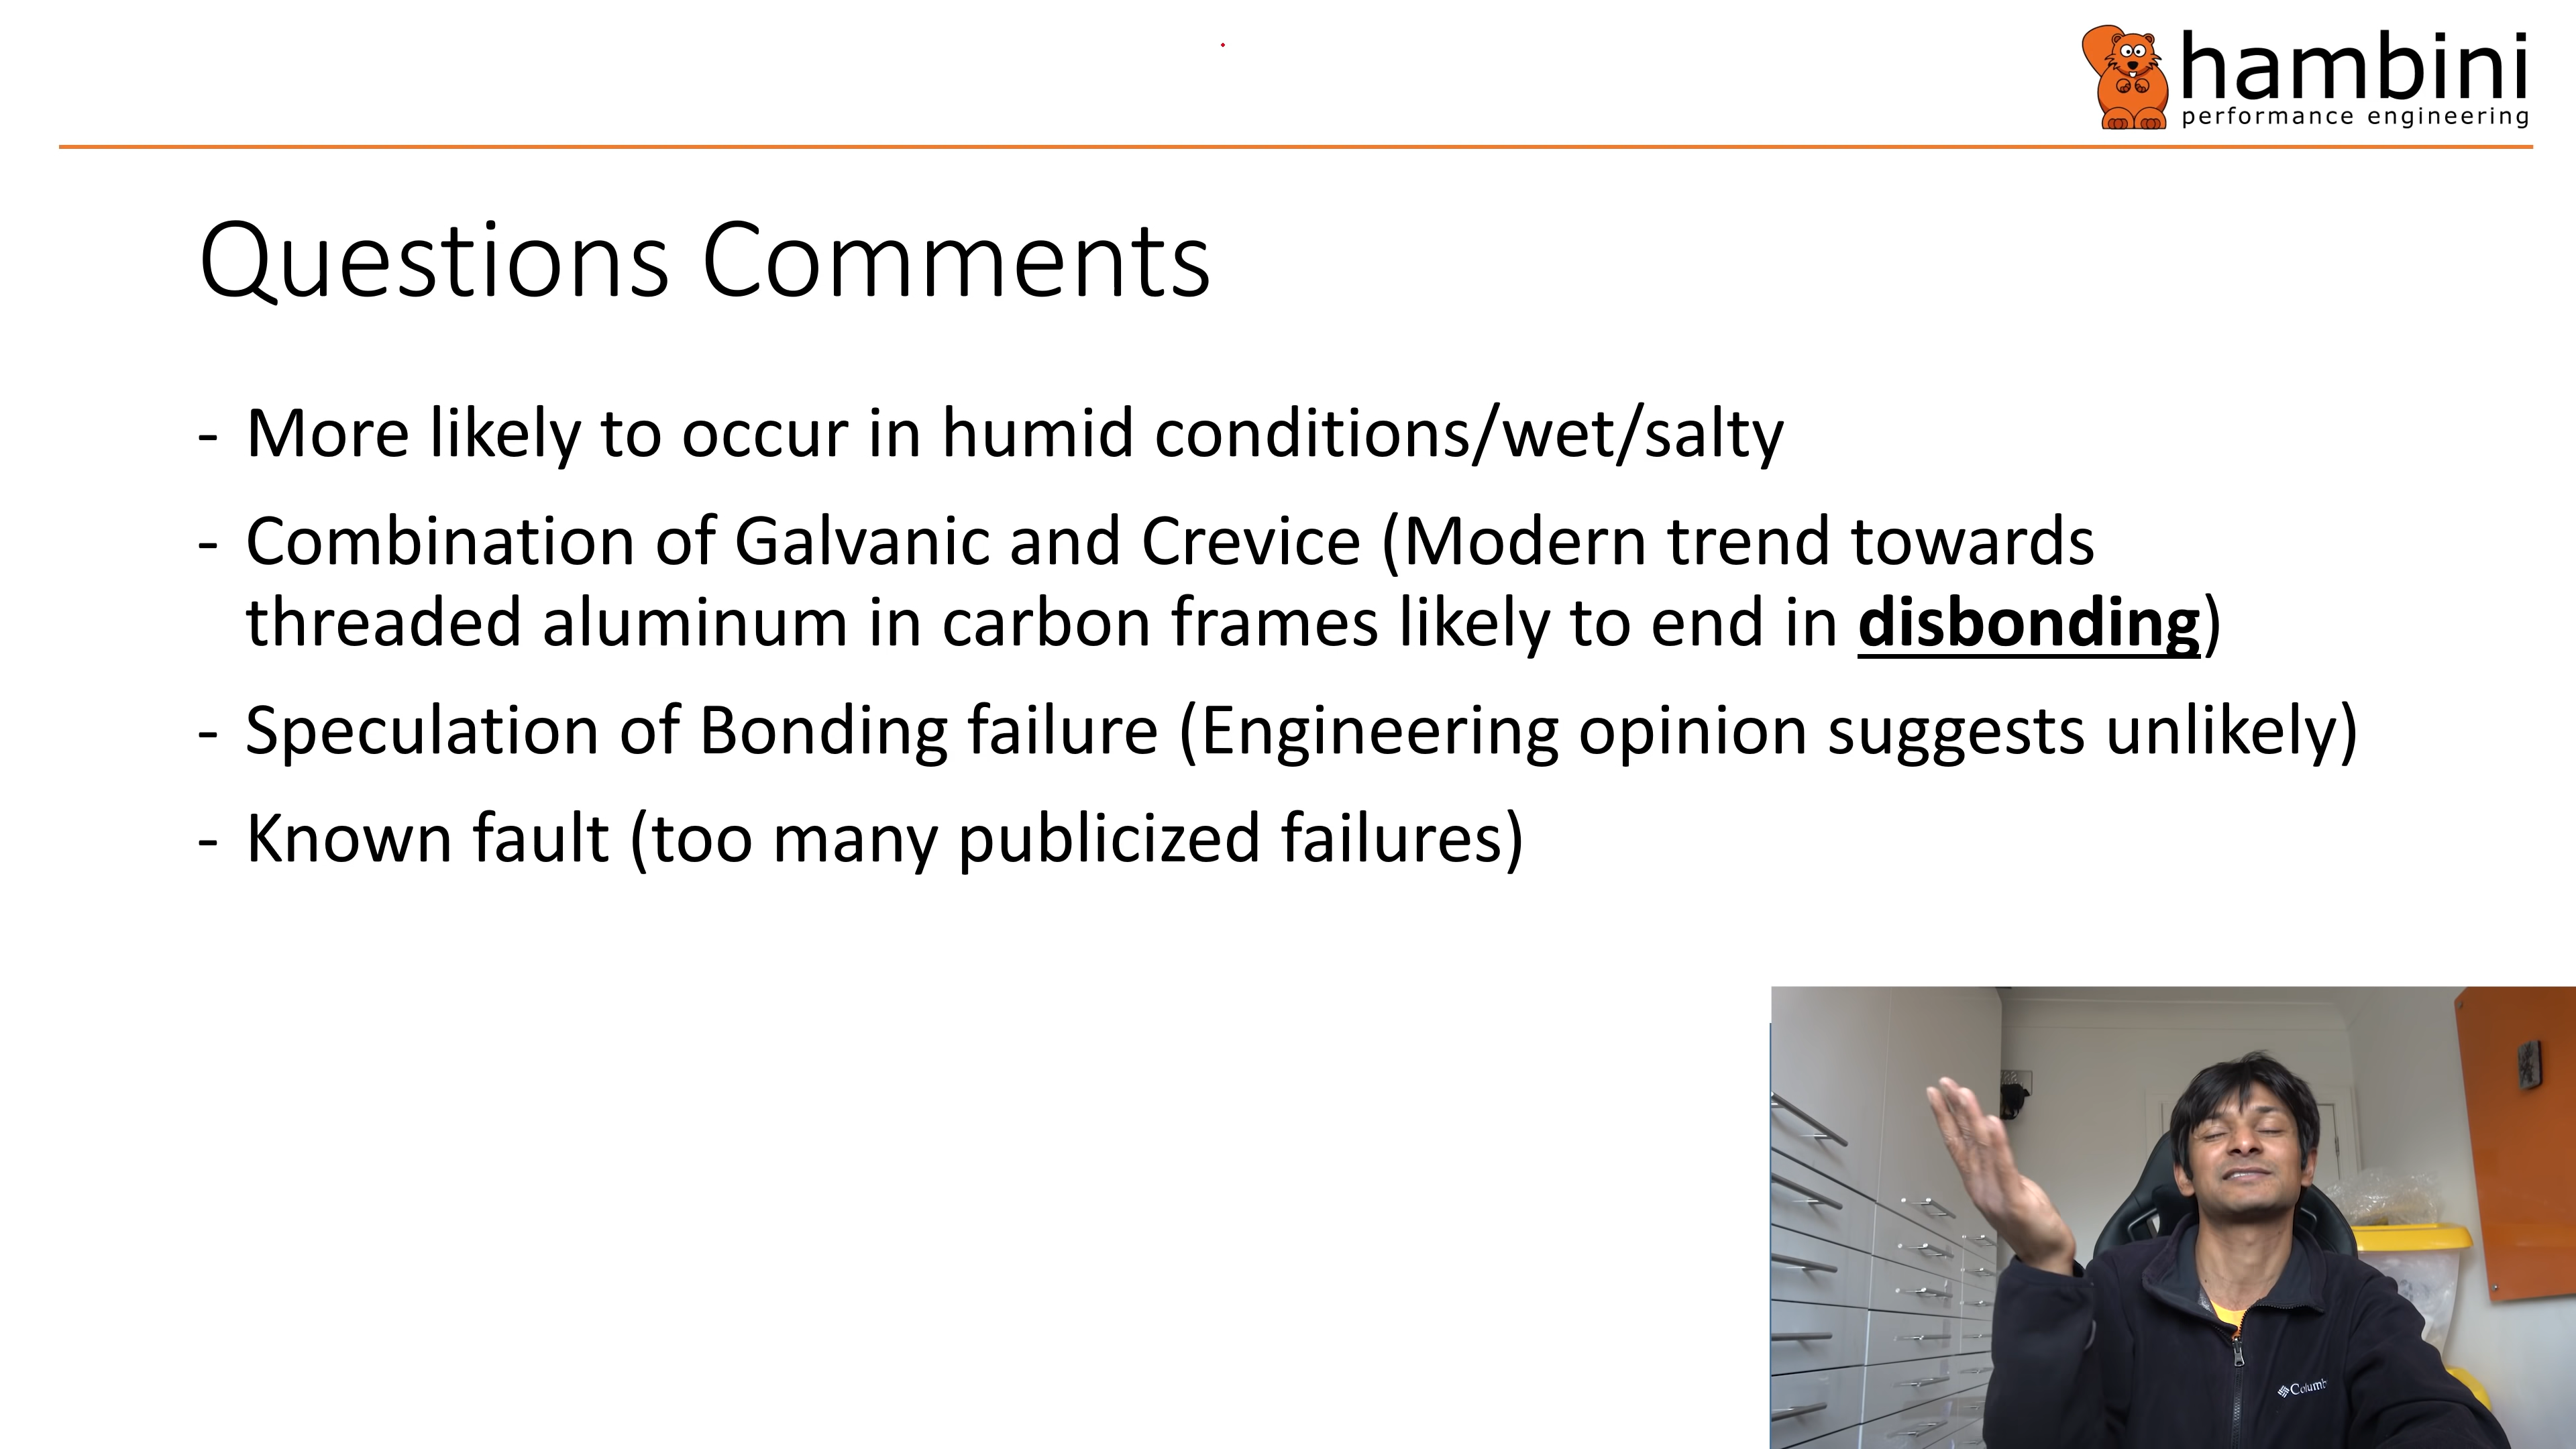 hambini
performance engineering
Questions Comments
- More likely to occur in humid conditions/wet/salty
- Combination of Galvanic and Crevice (Modern trend towards
threaded aluminum in carbon frames likely to end in disbonding)
- Speculation of Bonding failure (Engineering opinion suggests unlikely)
- Known fault (too many publicized failures)
Columb